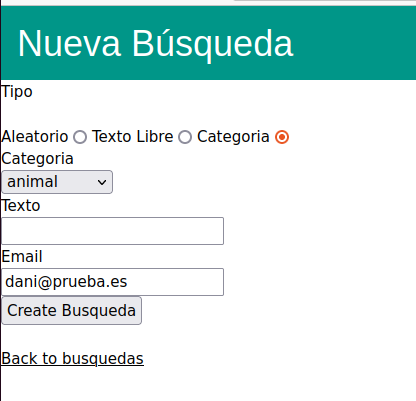 Nueva Búsqueda
Tipo
Aleatorio Texto Libre Categoria
Categoria
animal
Texto
Email
dani@prueba.es
Create Busqueda
Back to busquedas